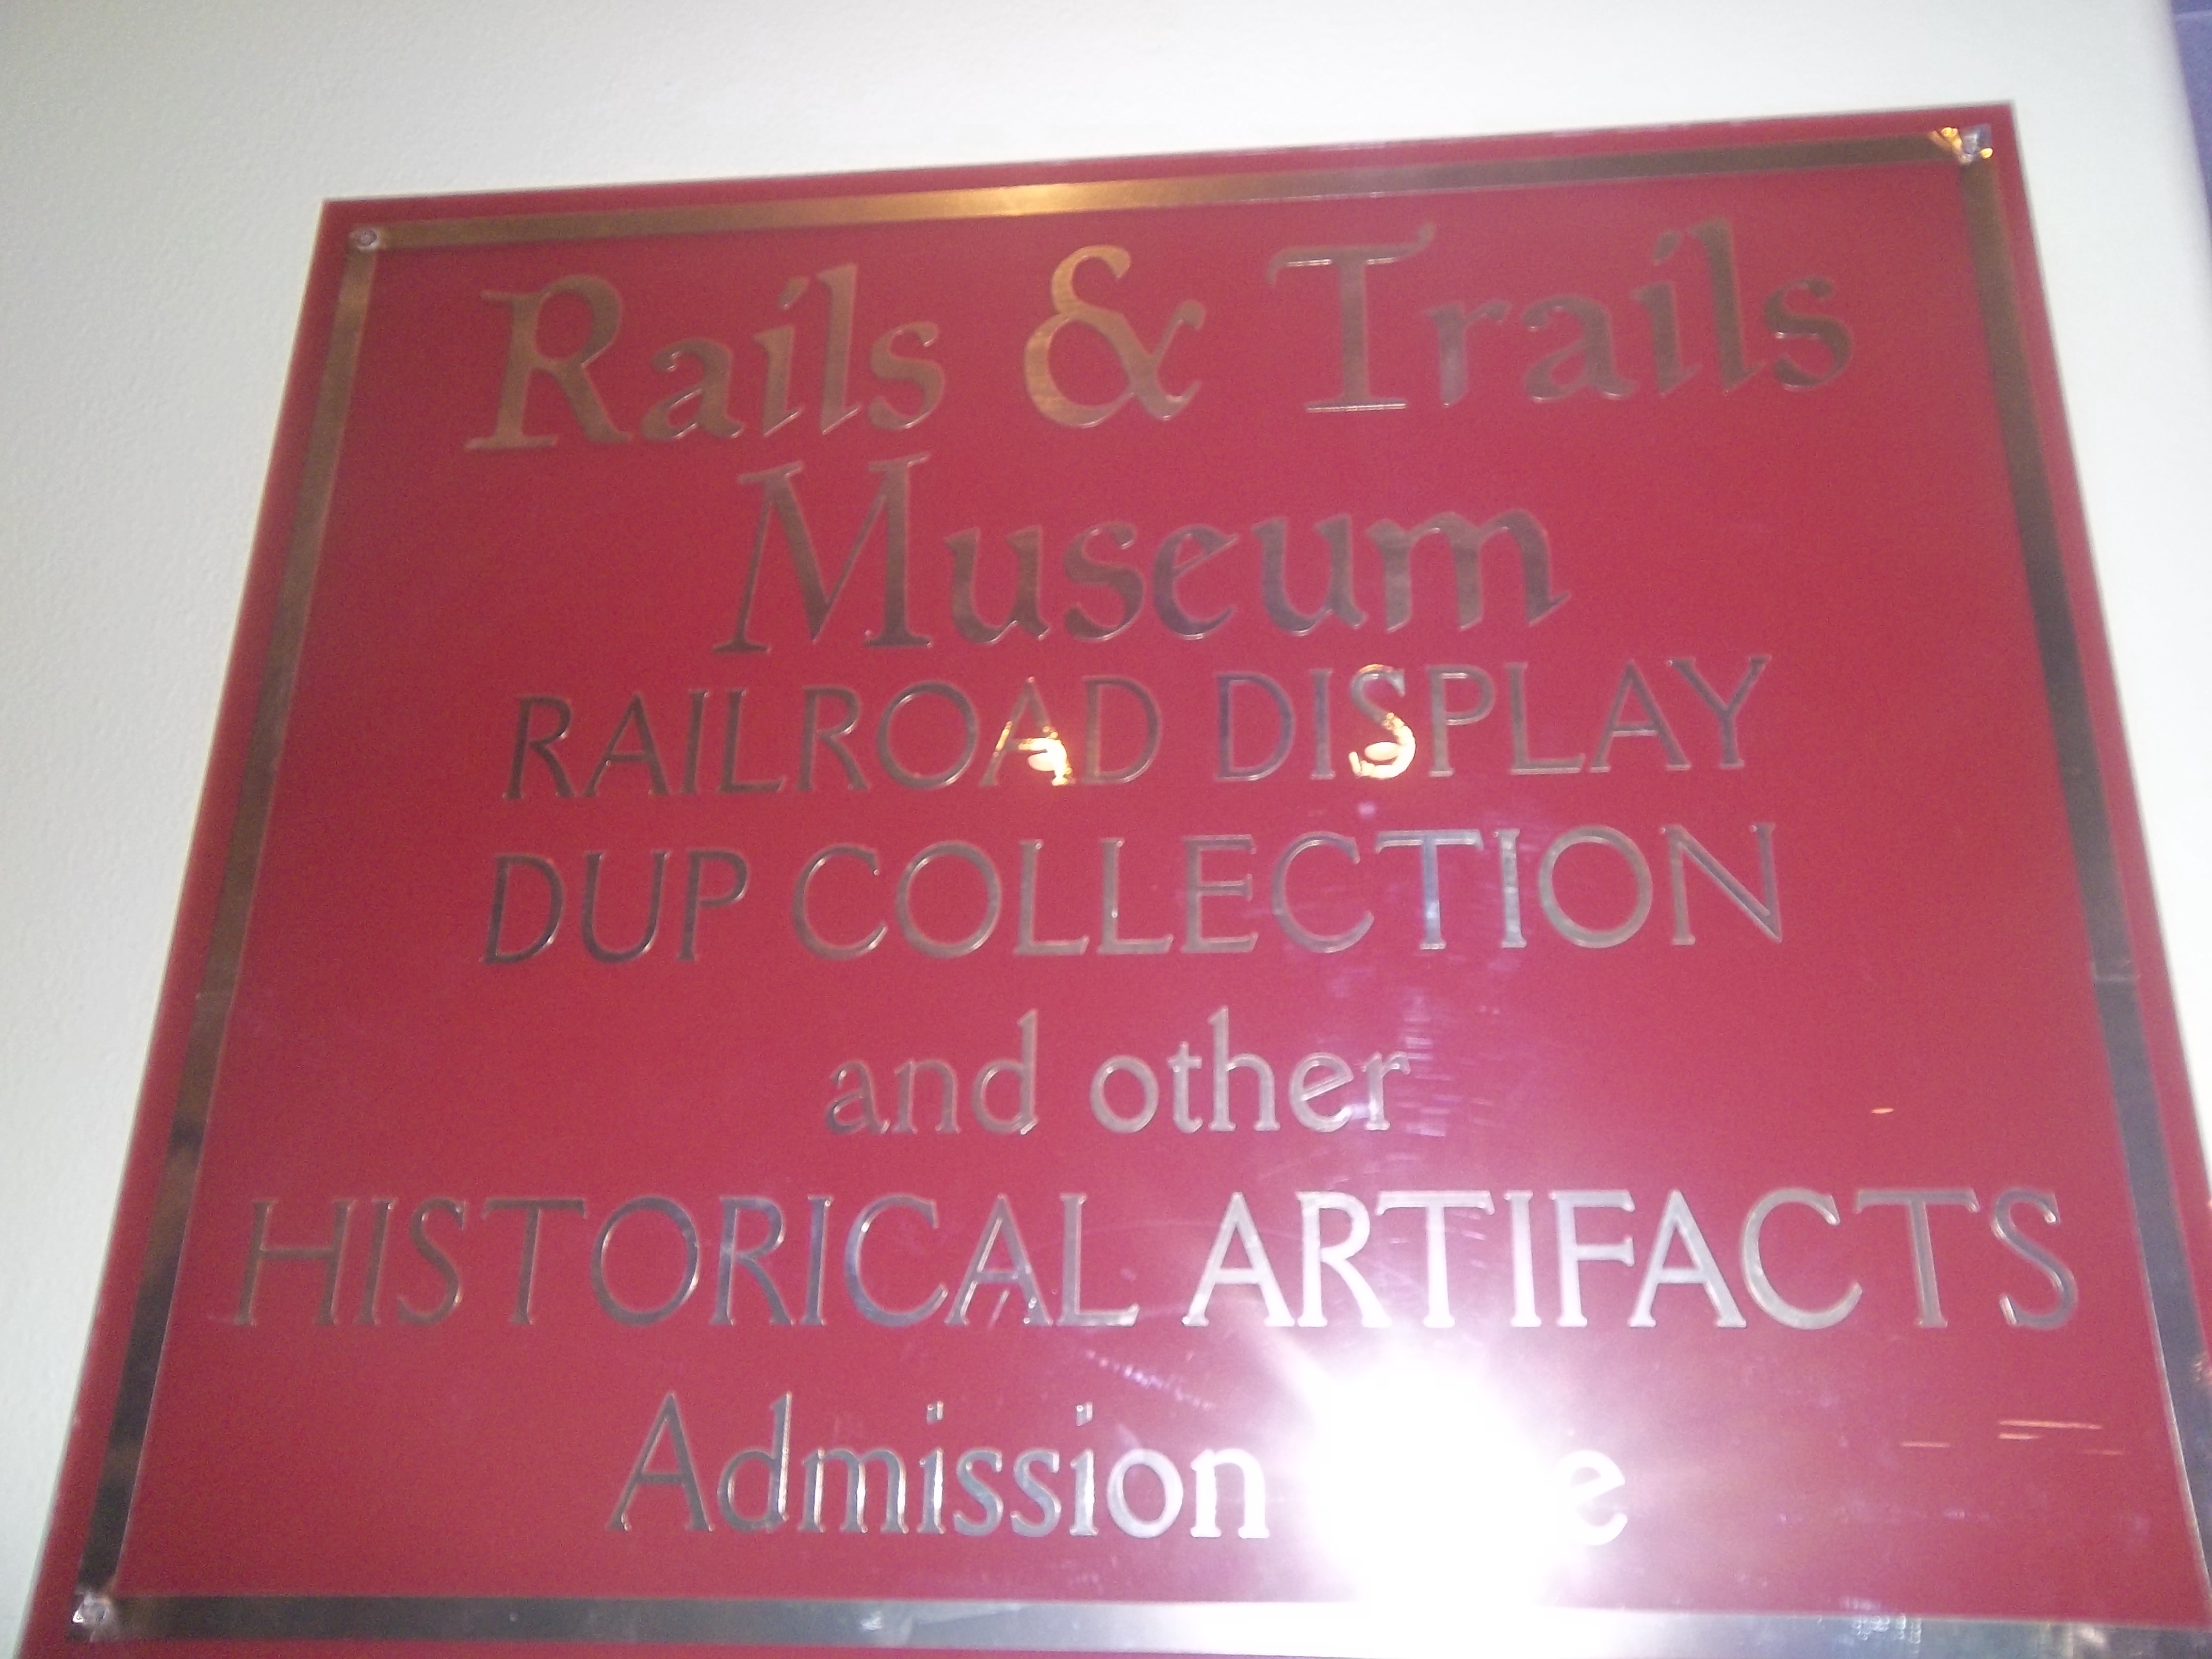 Rails & Trails
Museum
RAILROAD DISPLAY
DUP COLLECTION
and other
HISTORICAL ARTIFACTS
Admission